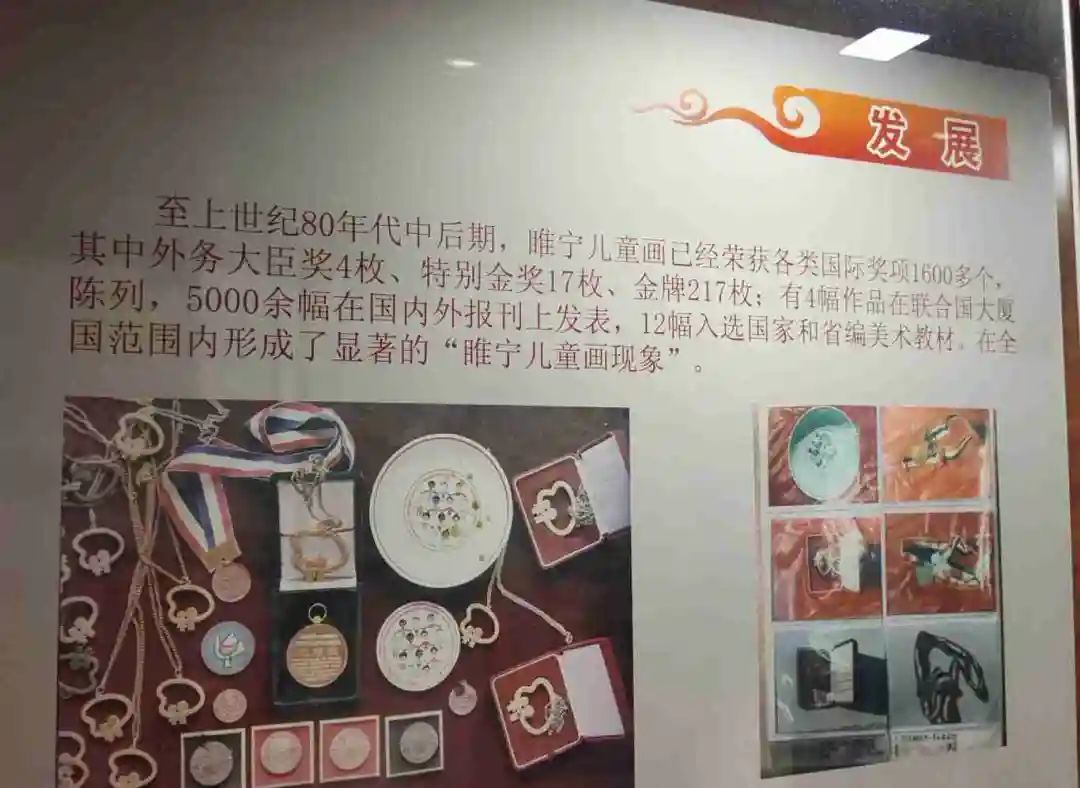 发展
至上世纪80年代中后期，睢宁儿童画已经荣获各类国际奖项1600多个，
其中外务大臣奖4枚、特别金奖17枚、金牌217枚；有4幅作品在联合国大厦
陈列，5000余幅在国内外报刊上发表，12幅入选国家和省编美术教材。在全
国范围内形成了显著的“睢宁儿童画现象”。